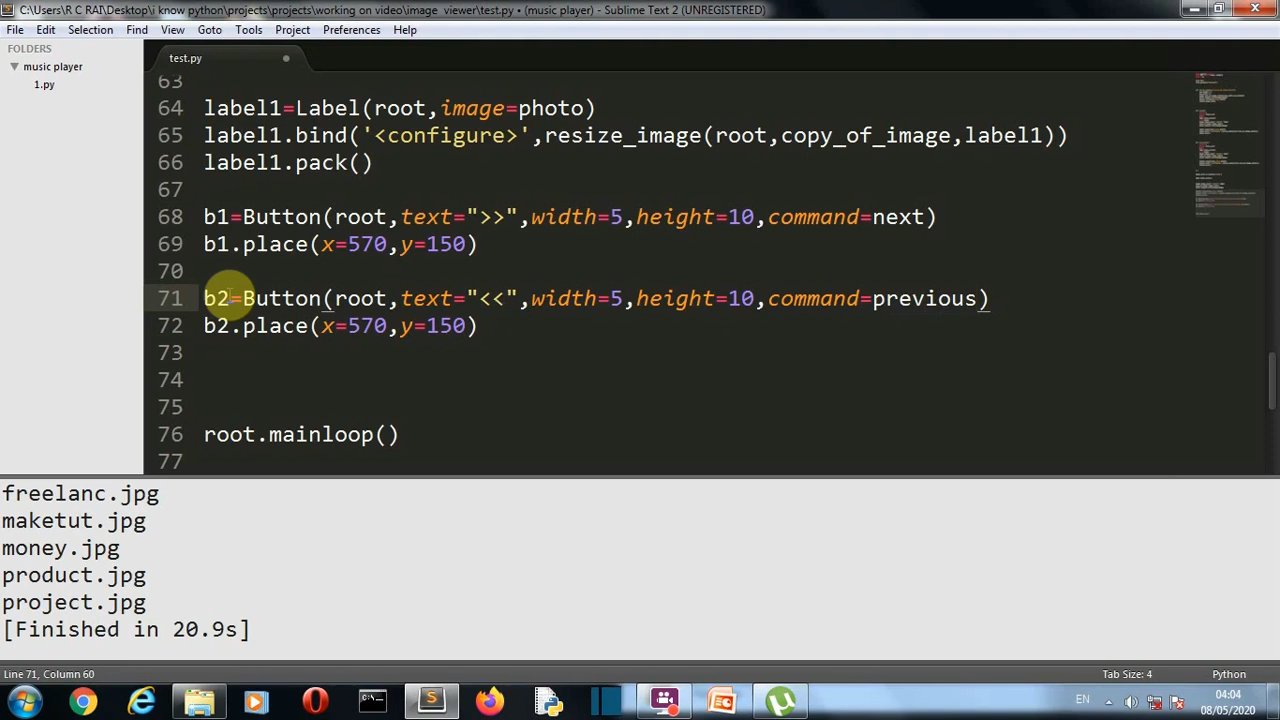 C:\Users\R C RAI\Desktop\i know python\projects\projects\working on video\image_viewer\test.py • (music player) - Sublime Text 2 (UNREGISTERED)
File Edit Selection Find View Goto Tools Project Preferences Help
FOLDERS
music player
1.py
test.py
63
64 label1=Label(root,image=photo)
65 label1.bind('<configure>',resize_image(root,copy_of_image,label1))
66 label1.pack()
67
68 b1=Button(root,text=">>",width=5,height=10,command=next)
69 b1.place(x=570,y=150)
70
71 b2=Button(root,text="<<",width=5,height=10,command=previous)
72 b2.place(x=570,y=150)
73
74
75
76 root.mainloop()
77
freelanc.jpg
maketut.jpg
money.jpg
product.jpg
project.jpg
[Finished in 20.9s]
Line 71, Column 60
Tab Size: 4
Python
EN
04:04
08/05/2020